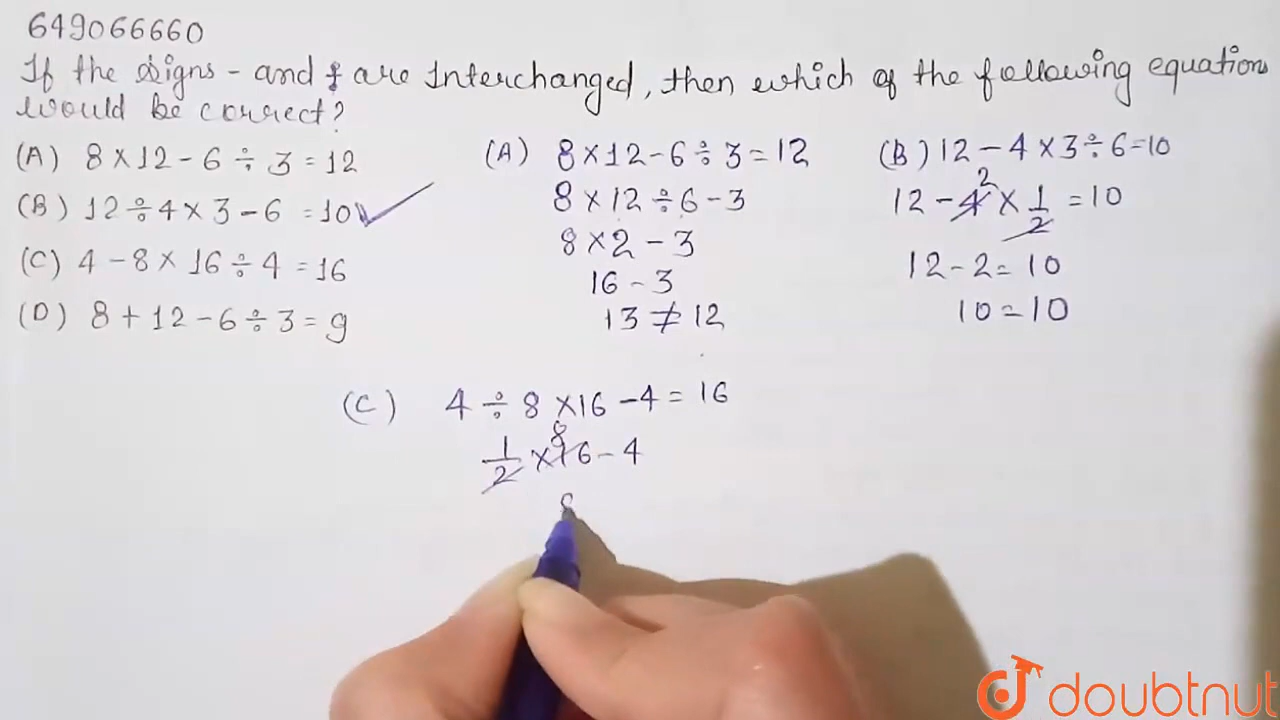 649066660
If the signs - and ÷ are Interchanged, then which of the following equations
would be correct?
(A) 8 × 12 - 6 ÷ 3 = 12
(B) 12 ÷ 4 × 3 - 6 = 10
(C) 4 - 8 × 16 ÷ 4 = 16
(D) 8 + 12 - 6 ÷ 3 = 9
(A) 8 × 12 - 6 ÷ 3 = 12
8 × 12 ÷ 6 - 3
8 × 2 - 3
16 - 3
13 ≠ 12
(B) 12 - 4 × 3 ÷ 6 = 10
2
12 - 4 × 1/2 = 10
12 - 2 = 10
10 = 10
(C) 4 ÷ 8 × 16 - 4 = 16
8
1/2 × 16 - 4
8
doubtnut